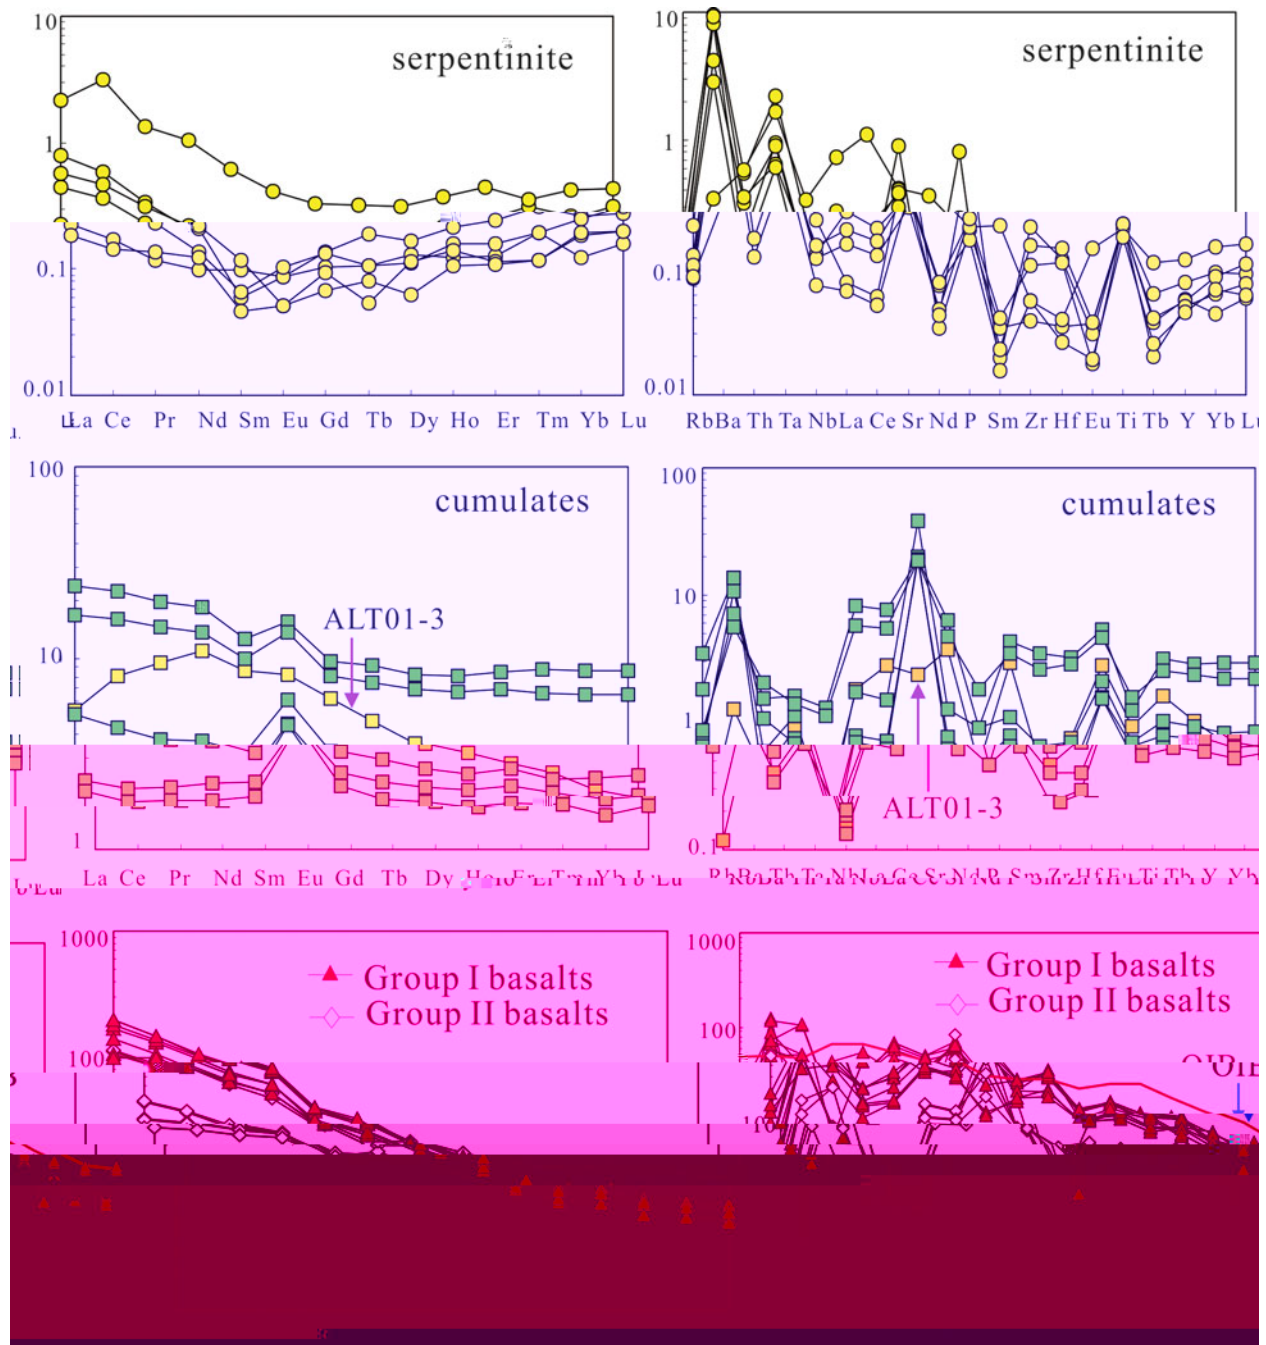 10
serpentinite
1
0.1
0.01
La Ce Pr Nd Sm Eu Gd Tb Dy Ho Er Tm Yb Lu
10
serpentinite
1
0.1
0.01
Rb Ba Th Ta Nb La Ce Sr Nd P Sm Zr Hf Eu Ti Tb Y Yb
100
cumulates
ALT01-3
10
1
La Ce Pr Nd Sm Eu Gd Tb Dy
100
cumulates
10
1
ALT01-3
0.1
1000
Group I basalts
Group II basalts
100
1000
Group I basalts
Group II basalts
100